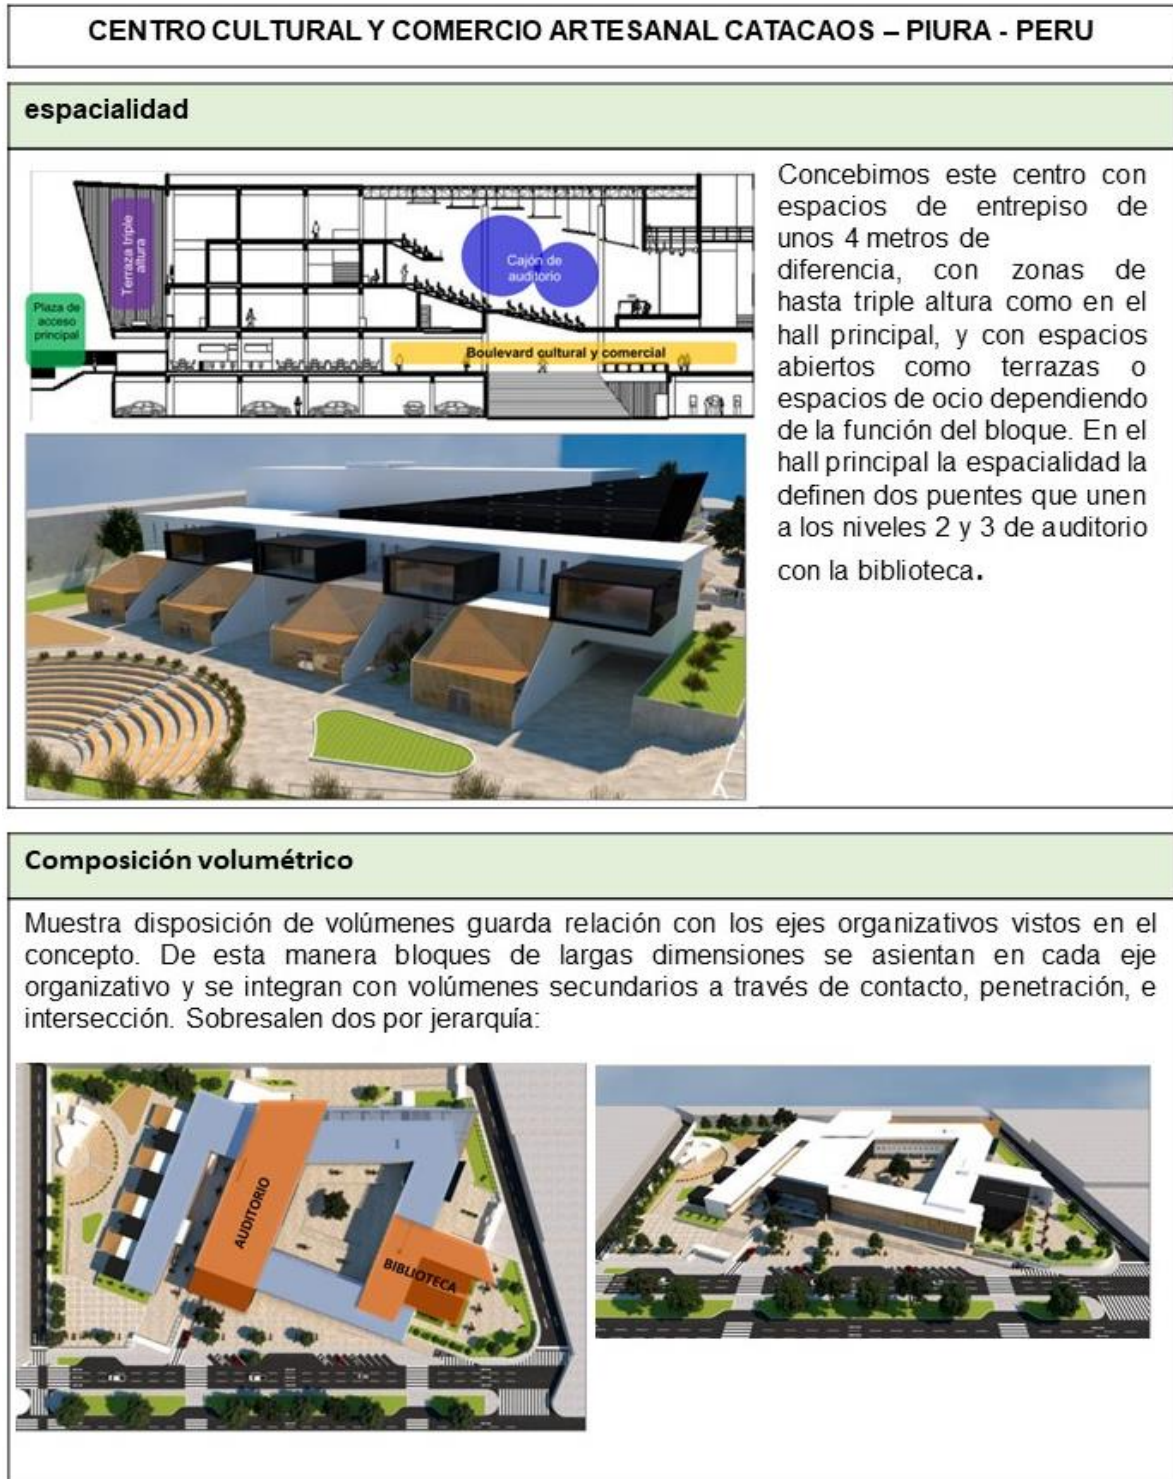 CENTRO CULTURAL Y COMERCIO ARTESANAL CATACAOS – PIURA - PERU
espacialidad
Terraza triple
altura
Plaza de
acceso
principal
Cajón de
auditorio
Boulevard cultural y comercial
Concebimos este centro con
espacios de entrepiso de
unos 4 metros de
diferencia, con zonas de
hasta triple altura como en el
hall principal, y con espacios
abiertos como terrazas o
espacios de ocio dependiendo
de la función del bloque. En el
hall principal la espacialidad la
definen dos puentes que unen
a los niveles 2 y 3 de auditorio
con la biblioteca.
Composición volumétrico
Muestra disposición de volúmenes guarda relación con los ejes organizativos vistos en el
concepto. De esta manera bloques de largas dimensiones se asientan en cada eje
organizativo y se integran con volúmenes secundarios a través de contacto, penetración, e
intersección. Sobresalen dos por jerarquía:
AUDITORIO
BIBLIOTECA